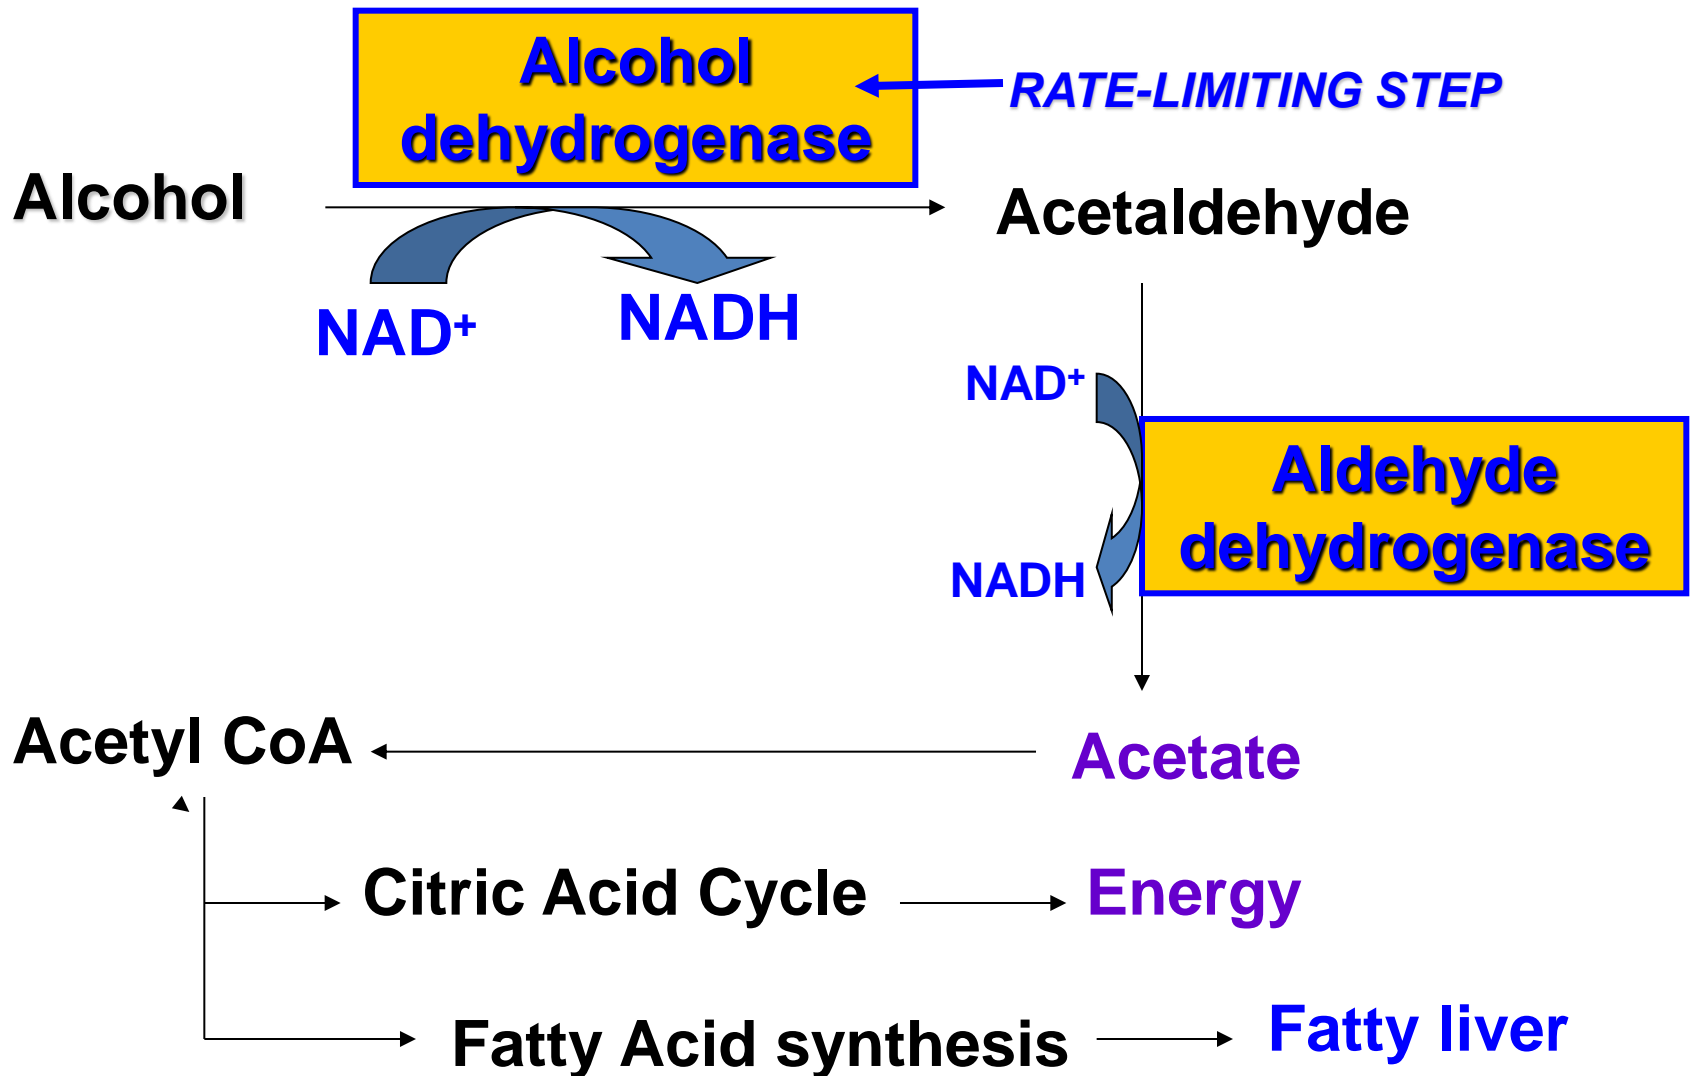 Alcohol
dehydrogenase
RATE-LIMITING STEP
Alcohol
Acetaldehyde
NAD+
NADH
NAD+
Aldehyde
dehydrogenase
NADH
Acetyl CoA
Acetate
Citric Acid Cycle
Energy
Fatty Acid synthesis
Fatty liver